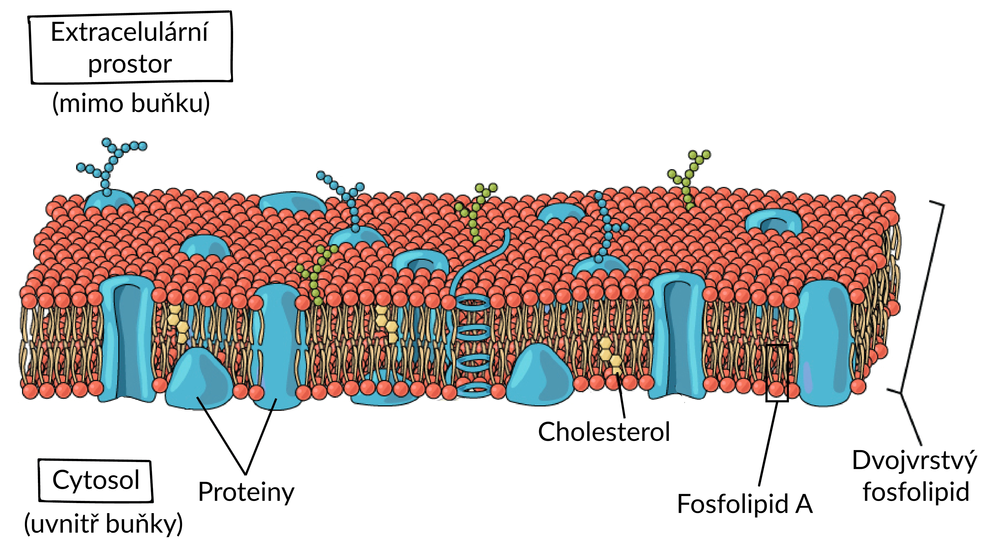 Extracelulární
prostor
(mimo buňku)
Cholesterol
Dvojvrstvý
fosfolipid
Cytosol
(uvnitř buňky)
Proteiny
Fosfolipid A